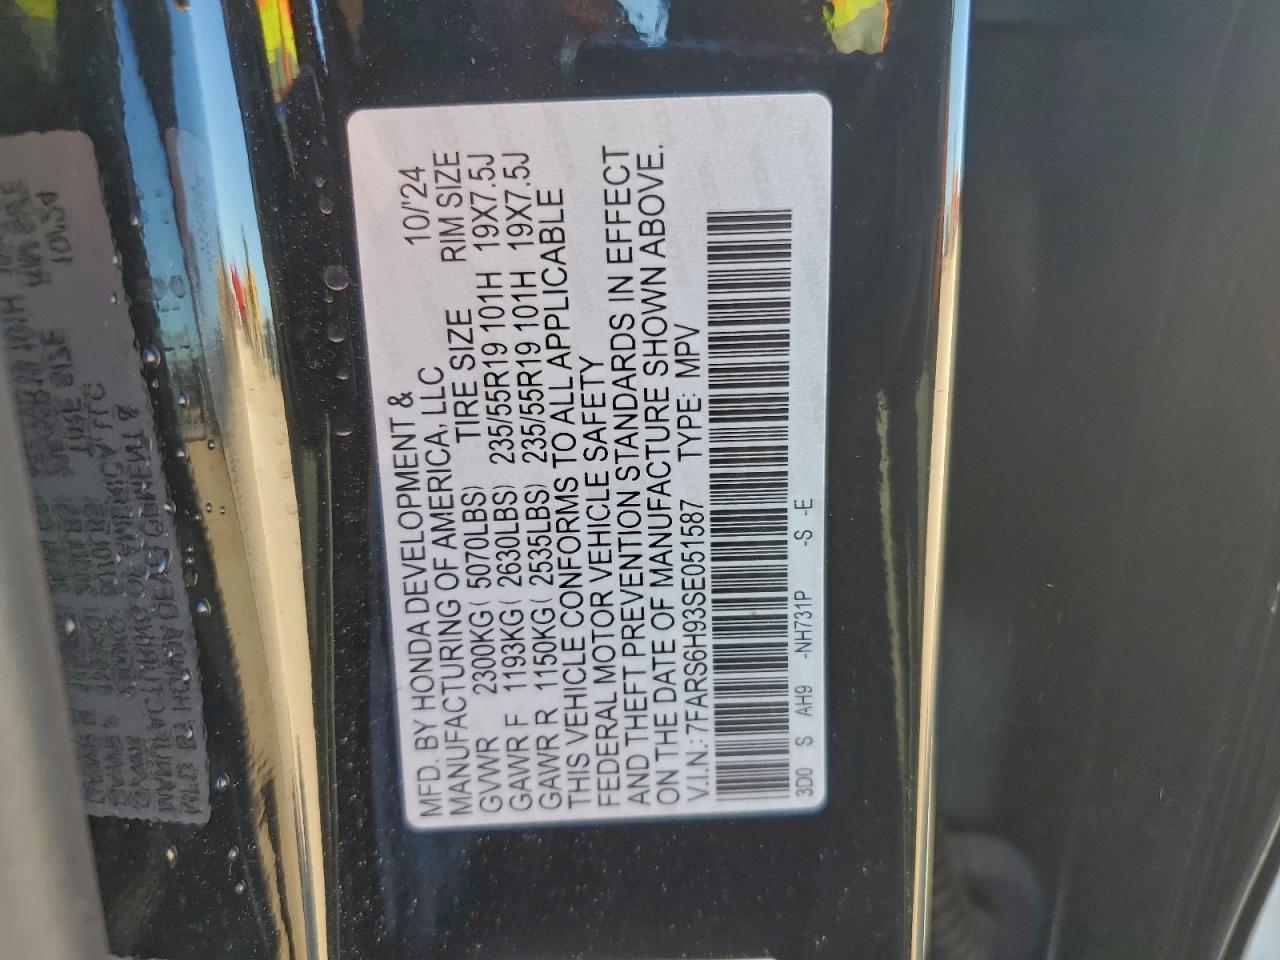 MFD. BY HONDA DEVELOPMENT &
MANUFACTURING OF AMERICA, LLC 10/'24
GVWR 2300KG ( 5070LBS) TIRE SIZE RIM SIZE
GAWR F 1193KG ( 2630LBS) 235/55R19 101H 19X7.5J
GAWR R 1150KG ( 2535LBS) 235/55R19 101H 19X7.5J
THIS VEHICLE CONFORMS TO ALL APPLICABLE
FEDERAL MOTOR VEHICLE SAFETY
AND THEFT PREVENTION STANDARDS IN EFFECT
ON THE DATE OF MANUFACTURE SHOWN ABOVE.
V.I.N.: 7FARS6H93SE051587 TYPE: MPV
3D0 S AH9 -NH731P -S -E